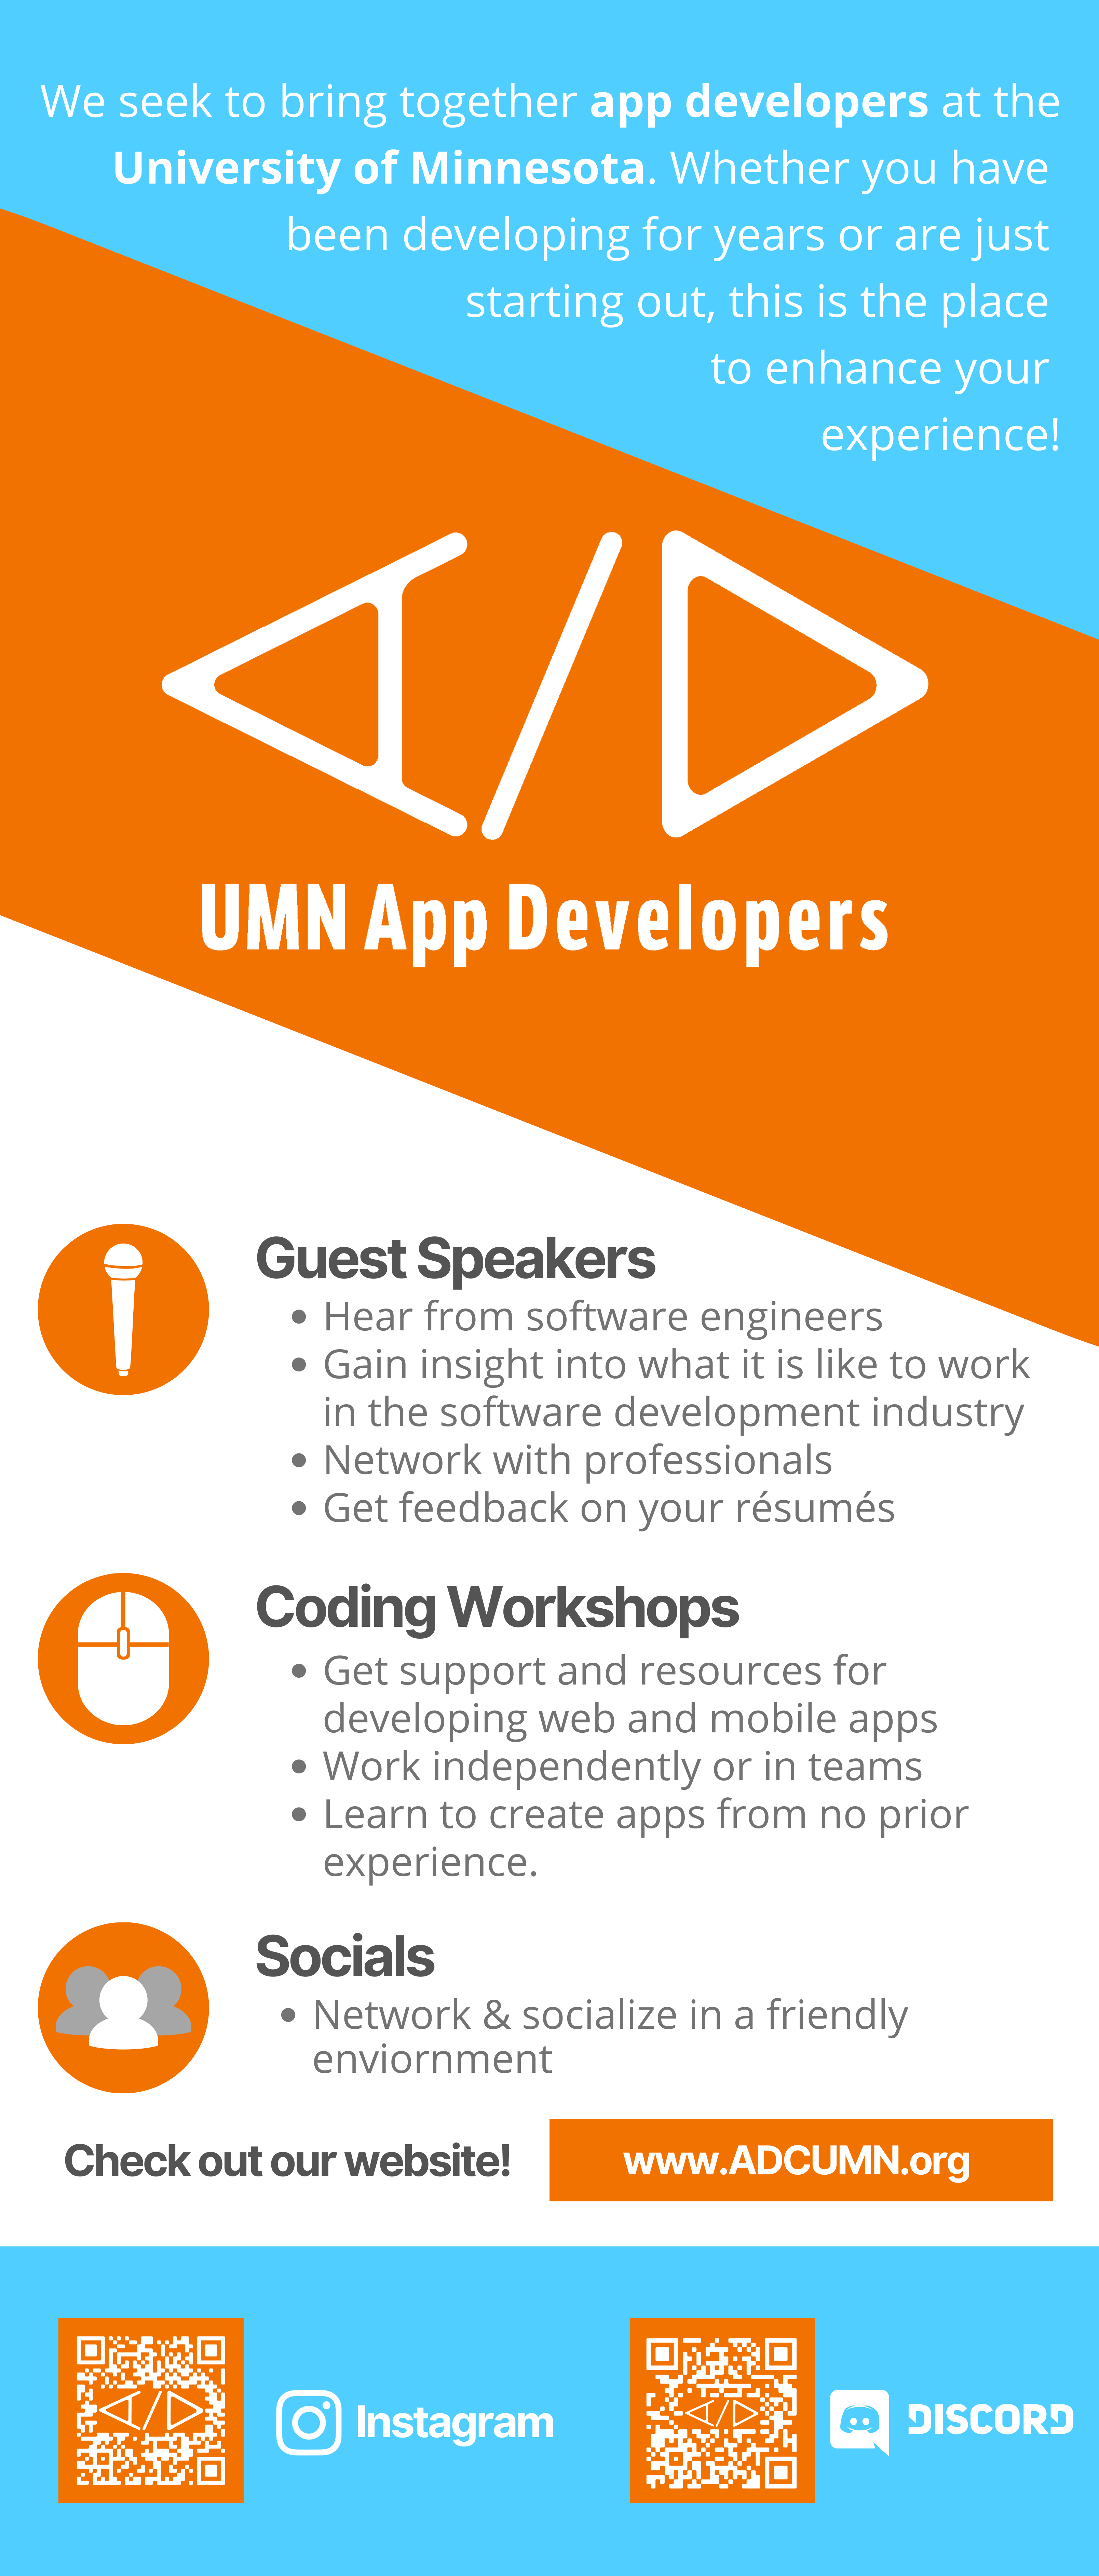 We seek to bring together app developers at the
University of Minnesota. Whether you have
been developing for years or are just
starting out, this is the place
to enhance your
experience!
A/D
UMN App Developers
Guest Speakers
• Hear from software engineers
• Gain insight into what it is like to work
in the software development industry
• Network with professionals
• Get feedback on your résumés
Coding Workshops
• Get support and resources for
developing web and mobile apps
• Work independently or in teams
• Learn to create apps from no prior
experience.
Socials
• Network & socialize in a friendly
enviornment
Check out our website!
www.ADCUMN.org
Instagram
DISCORD